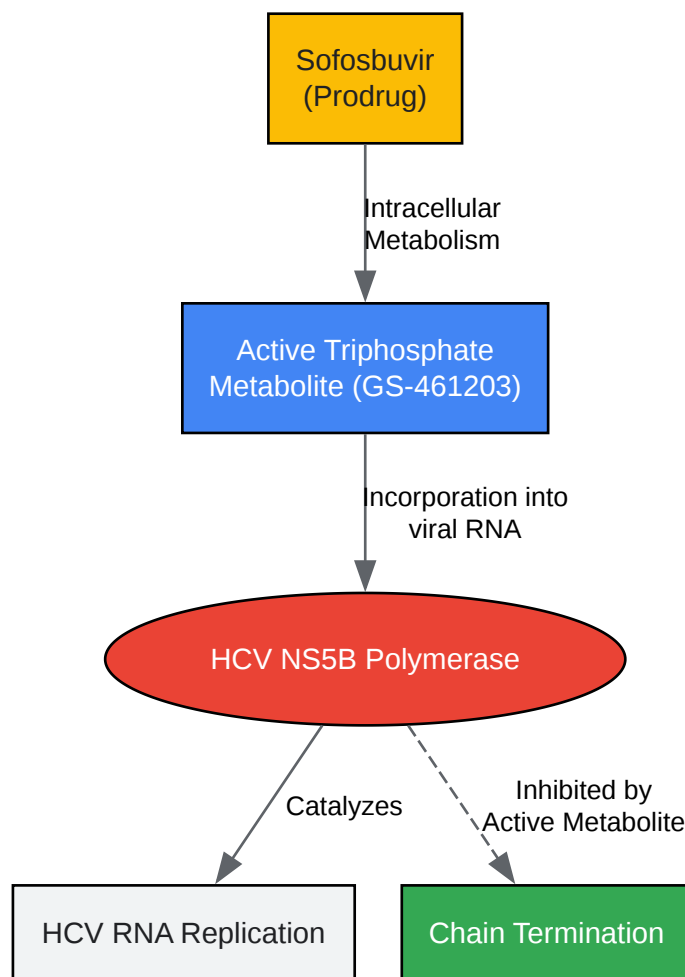 Sofosbuvir
(Prodrug)
Intracellular
Metabolism
Active Triphosphate
Metabolite (GS-461203)
Incorporation into
viral RNA
HCV NS5B Polymerase
Catalyzes
Inhibited by
Active Metabolite
HCV RNA Replication
Chain Termination